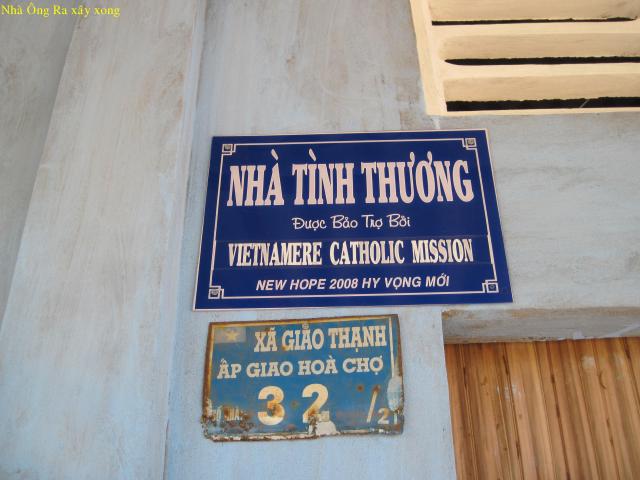 Nhà Ông Ra xây xong
NHÀ TÌNH THƯƠNG
Được Bảo Trợ Bởi
VIETNAMERE CATHOLIC MISSION
NEW HOPE 2008 HY VỌNG MỚI
XÃ GIAO THẠNH
ẤP GIAO HOÀ CHỢ
32 /2